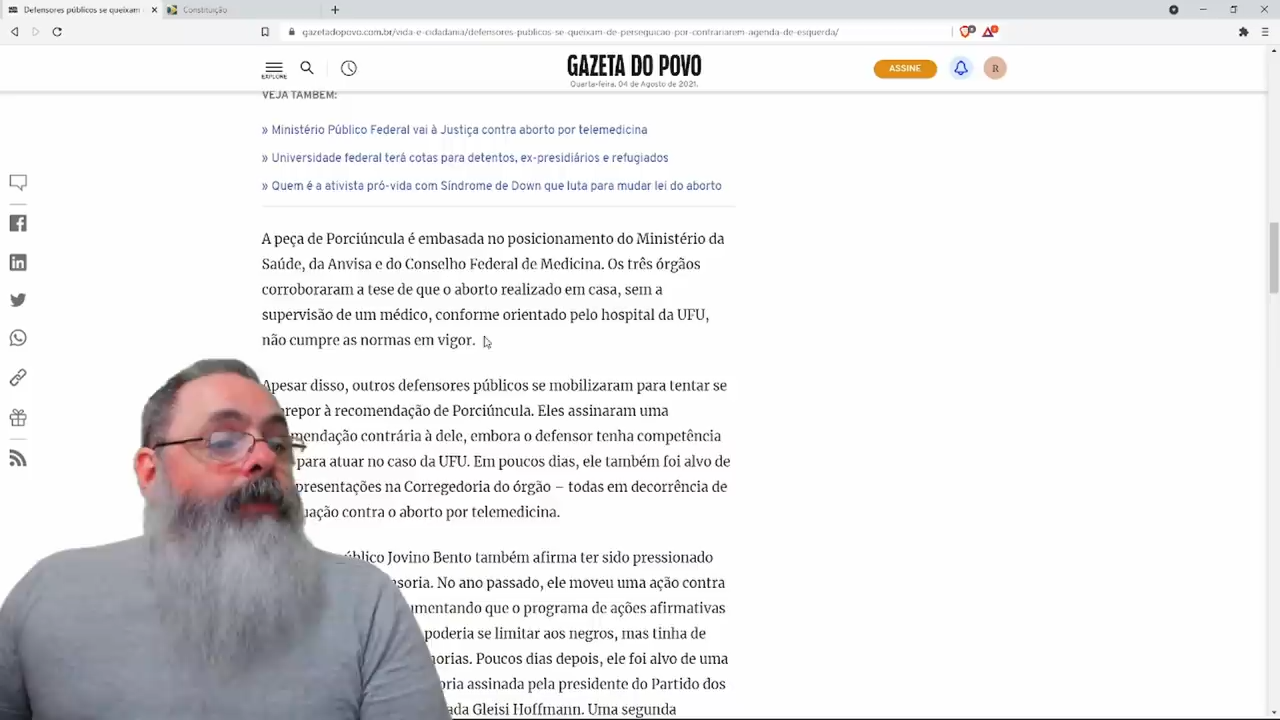 Defensores públicos se queixam
Constituição
gazetadopovo.com.br/vida-e-cidadania/defensores-publicos-se-queixam-de-perseguicao-por-contrariarem-agenda-de-esquerda/
EXPLORE
GAZETA DO POVO
Quarta-feira, 04 de Agosto de 2021.
ASSINE
R
VEJA TAMBÉM:
» Ministério Público Federal vai à Justiça contra aborto por telemedicina
» Universidade federal terá cotas para detentos, ex-presidiários e refugiados
» Quem é a ativista pró-vida com Síndrome de Down que luta para mudar lei do aborto
A peça de Porciúncula é embasada no posicionamento do Ministério da
Saúde, da Anvisa e do Conselho Federal de Medicina. Os três órgãos
corroboraram a tese de que o aborto realizado em casa, sem a
supervisão de um médico, conforme orientado pelo hospital da UFU,
não cumpre as normas em vigor.
Apesar disso, outros defensores públicos se mobilizaram para tentar se
repor à recomendação de Porciúncula. Eles assinaram uma
mendação contrária à dele, embora o defensor tenha competência
para atuar no caso da UFU. Em poucos dias, ele também foi alvo de
presentações na Corregedoria do órgão – todas em decorrência de
uação contra o aborto por telemedicina.
úblico Jovino Bento também afirma ter sido pressionado
nsoria. No ano passado, ele moveu uma ação contra
umentando que o programa de ações afirmativas
poderia se limitar aos negros, mas tinha de
norias. Poucos dias depois, ele foi alvo de uma
oria assinada pela presidente do Partido dos
ada Gleisi Hoffmann. Uma segunda